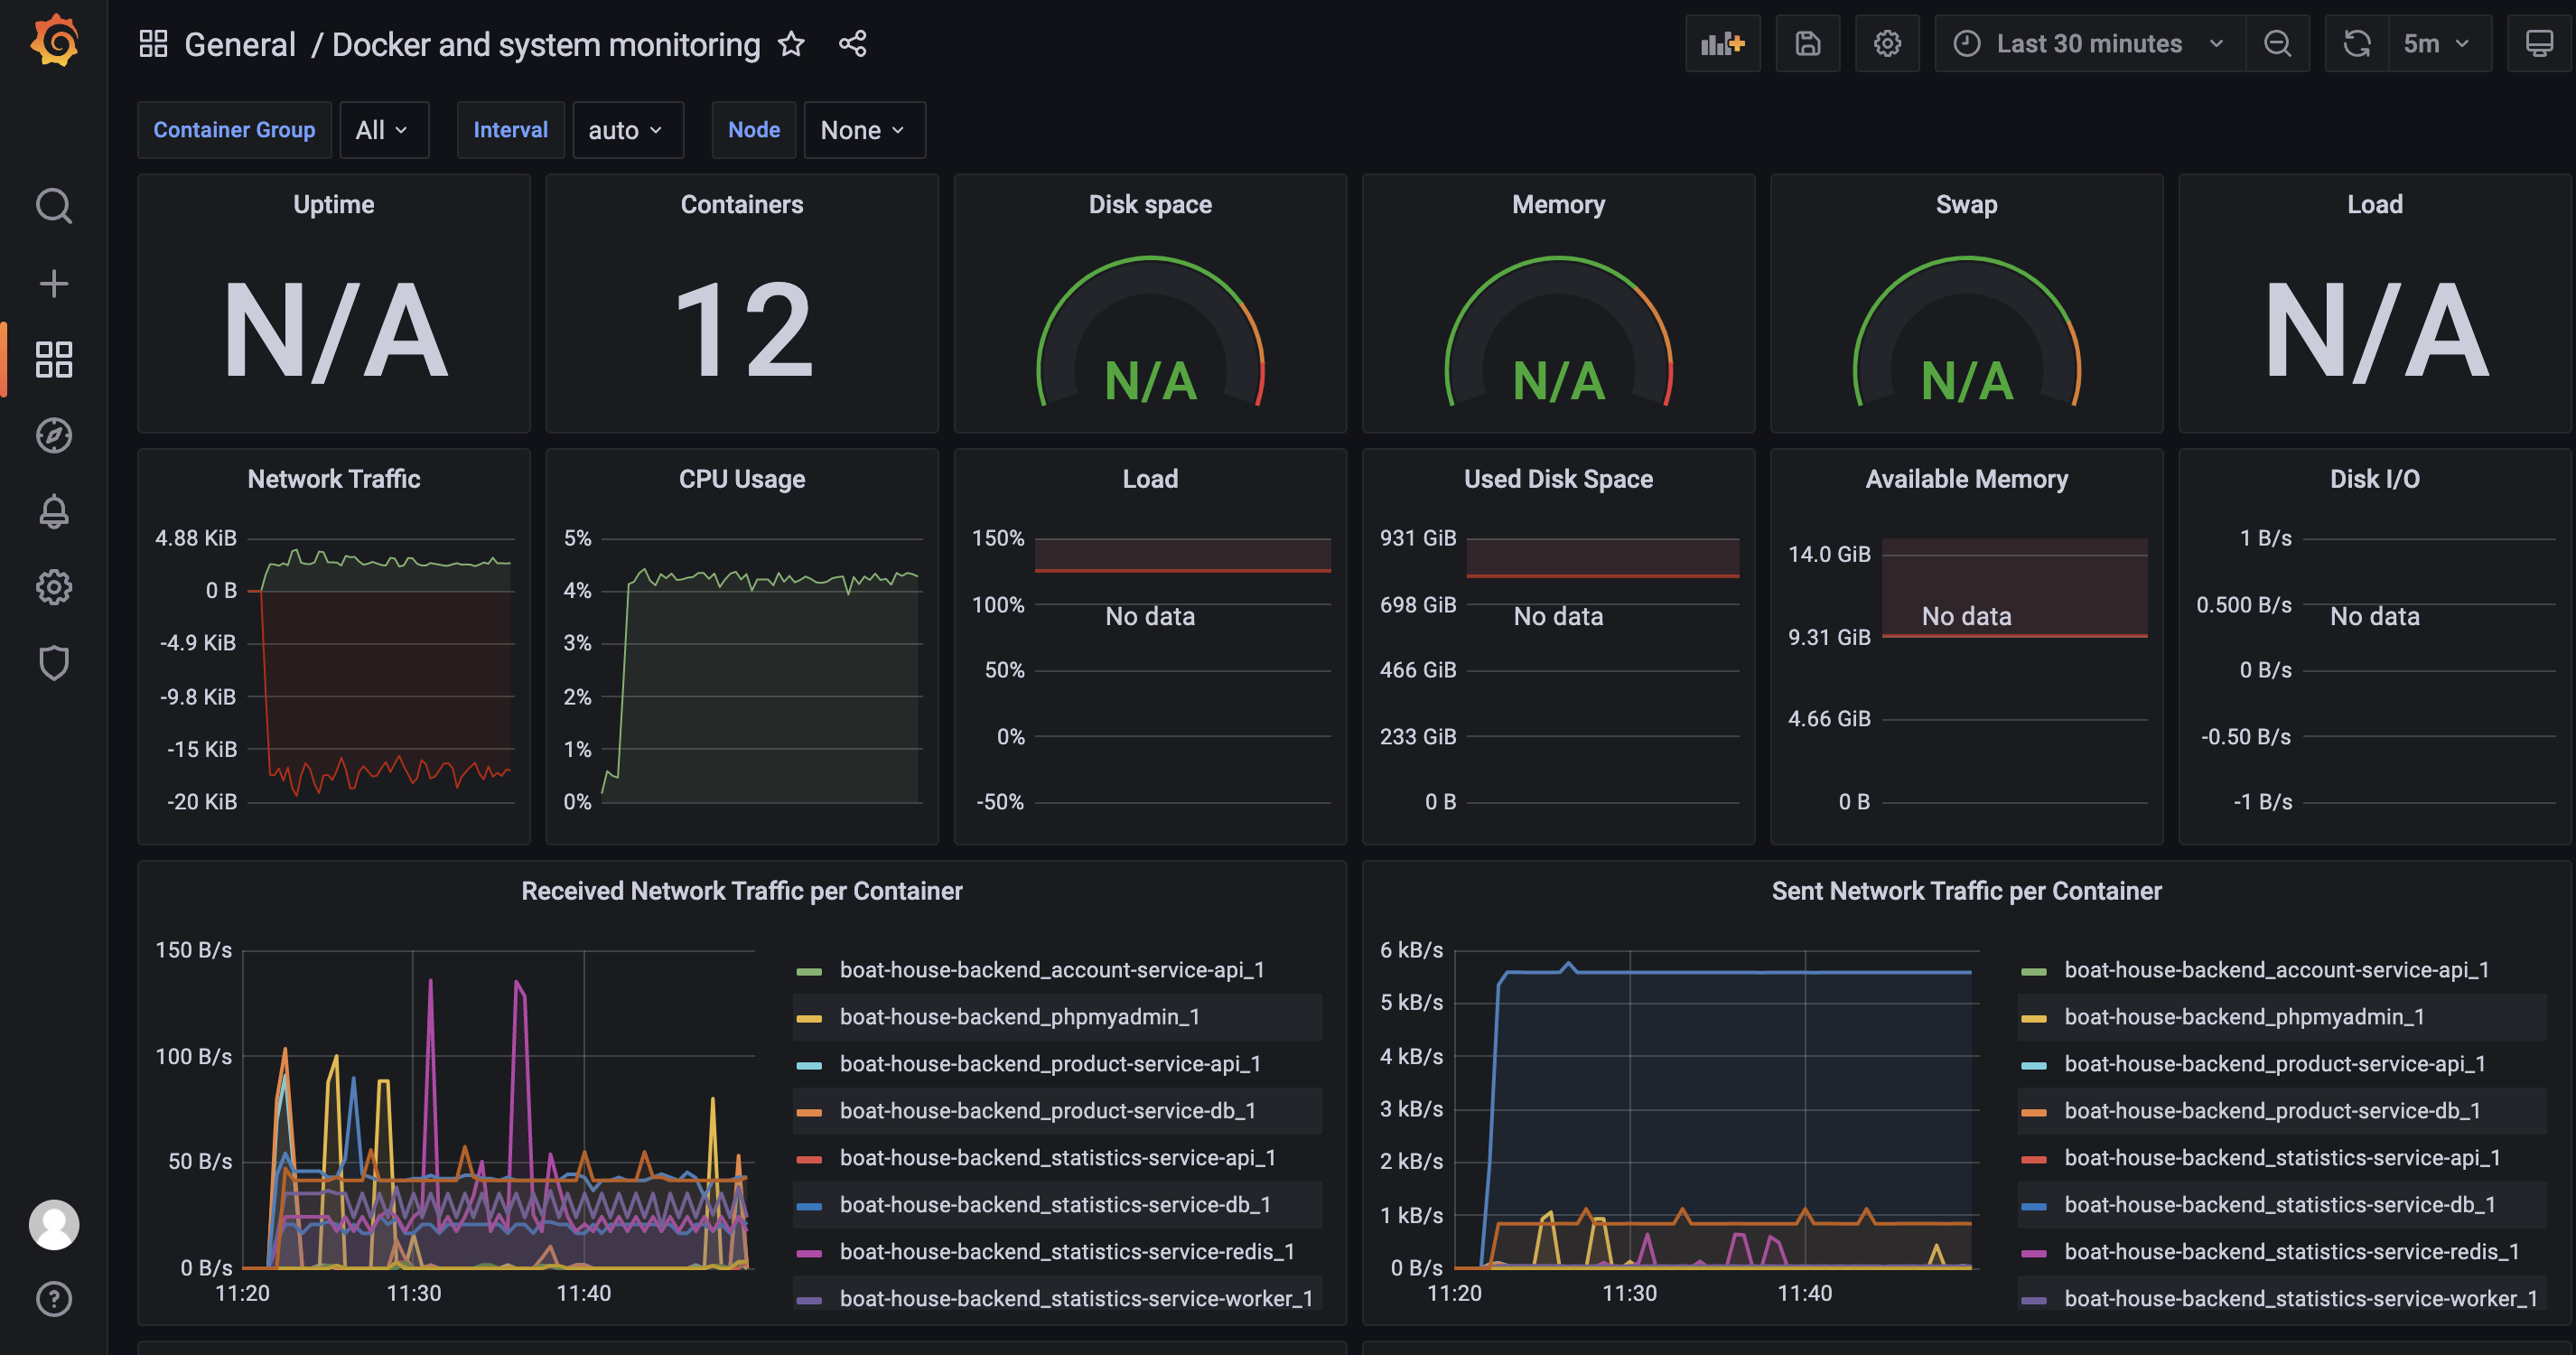 General / Docker and system monitoring
Last 30 minutes
5m
Container Group All Interval auto Node None
Uptime
N/A
Containers
12
Disk space
N/A
Memory
N/A
Swap
N/A
Load
N/A
Network Traffic
4.88 KiB
0 B
-4.9 KiB
-9.8 KiB
-15 KiB
-20 KiB
CPU Usage
5%
4%
3%
2%
1%
0%
Load
150%
100%
50%
0%
-50%
No data
Used Disk Space
931 GiB
698 GiB
466 GiB
233 GiB
0 B
No data
Available Memory
14.0 GiB
9.31 GiB
4.66 GiB
0 B
No data
Disk I/O
1 B/s
0.500 B/s
0 B/s
-0.50 B/s
-1 B/s
No data
Received Network Traffic per Container
150 B/s
100 B/s
50 B/s
0 B/s
11:20 11:30 11:40
boat-house-backend_account-service-api_1
boat-house-backend_phpmyadmin_1
boat-house-backend_product-service-api_1
boat-house-backend_product-service-db_1
boat-house-backend_statistics-service-api_1
boat-house-backend_statistics-service-db_1
boat-house-backend_statistics-service-redis_1
boat-house-backend_statistics-service-worker_1
Sent Network Traffic per Container
6 kB/s
5 kB/s
4 kB/s
3 kB/s
2 kB/s
1 kB/s
0 B/s
11:20 11:30 11:40
boat-house-backend_account-service-api_1
boat-house-backend_phpmyadmin_1
boat-house-backend_product-service-api_1
boat-house-backend_product-service-db_1
boat-house-backend_statistics-service-api_1
boat-house-backend_statistics-service-db_1
boat-house-backend_statistics-service-redis_1
boat-house-backend_statistics-service-worker_1